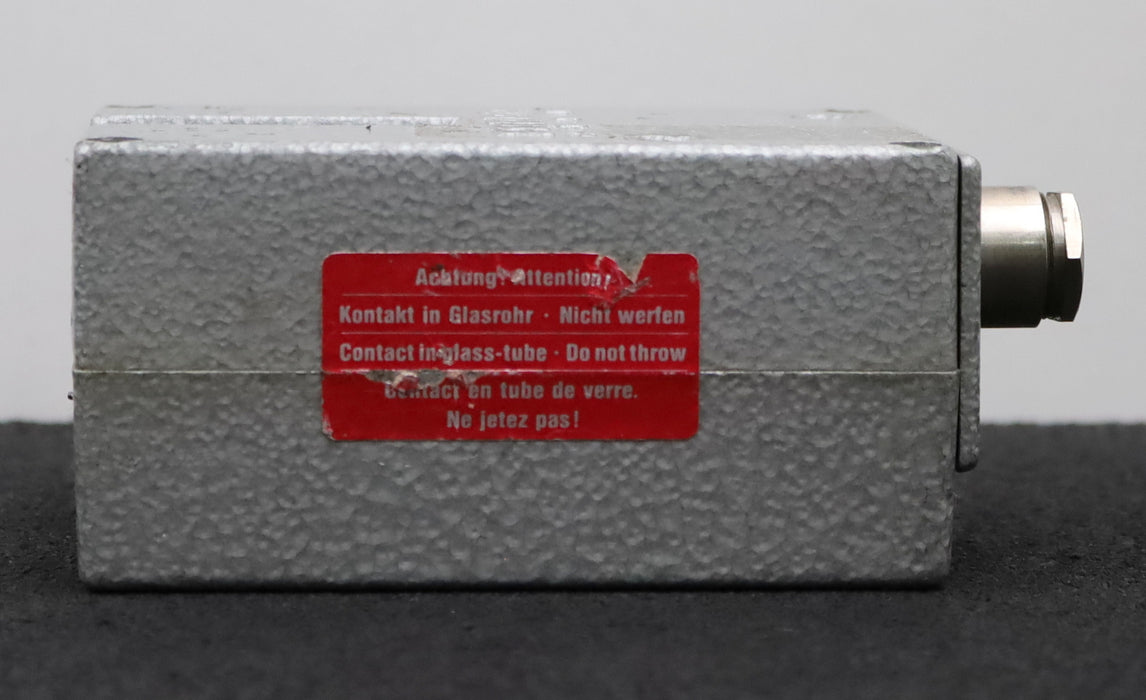 Achtung! Attention!
Kontakt in Glasrohr · Nicht werfen
Contact in glass-tube · Do not throw
Contact en tube de verre.
Ne jetez pas!